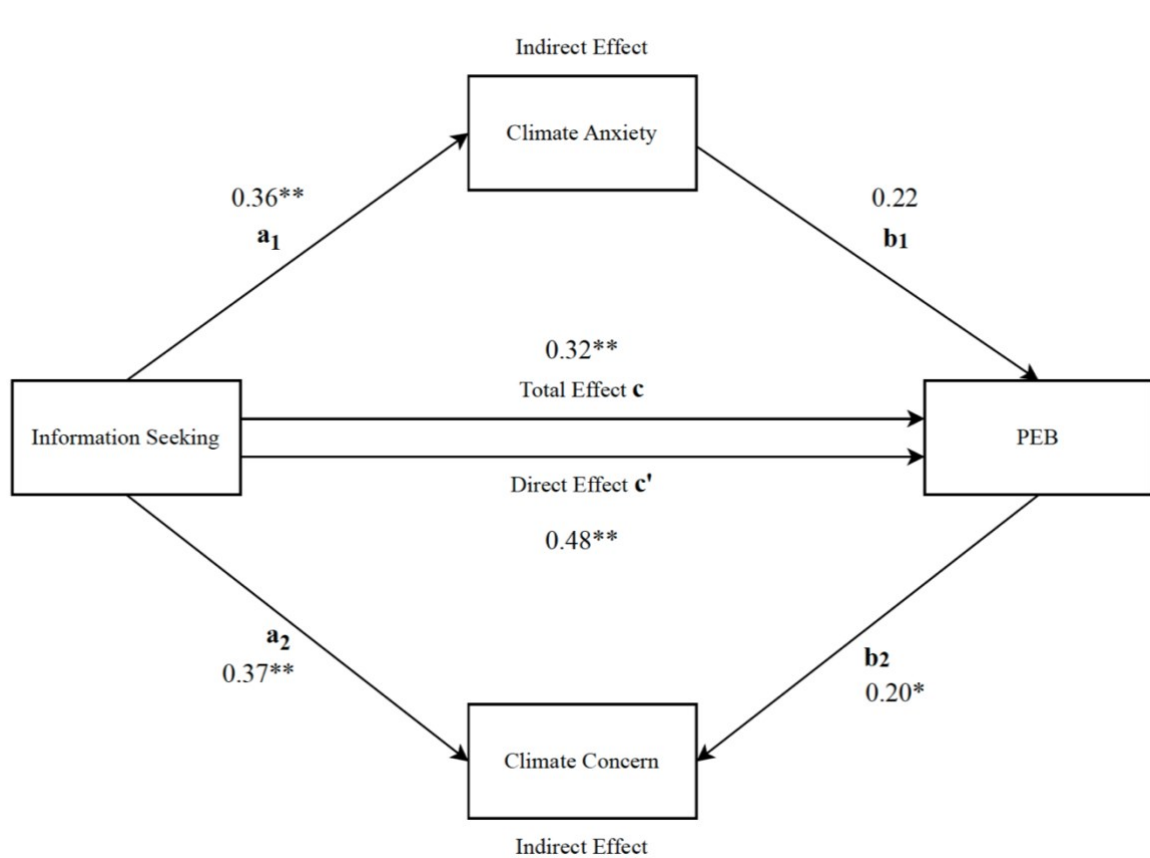 Indirect Effect
Climate Anxiety
0.36**
a1
0.22
b1
0.32**
Total Effect c
Information Seeking
PEB
Direct Effect c'
0.48**
a2
0.37**
b2
0.20*
Climate Concern
Indirect Effect